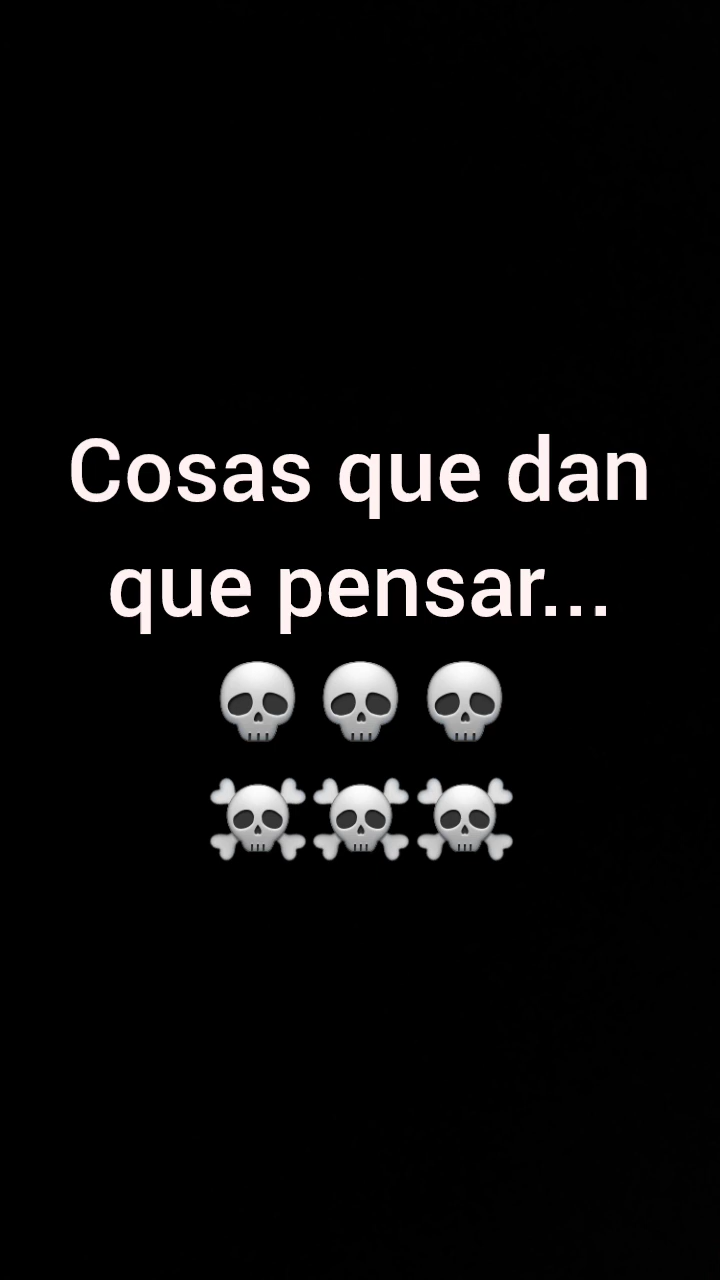 Cosas que dan
que pensar...
💀 💀 💀
☠️☠️☠️